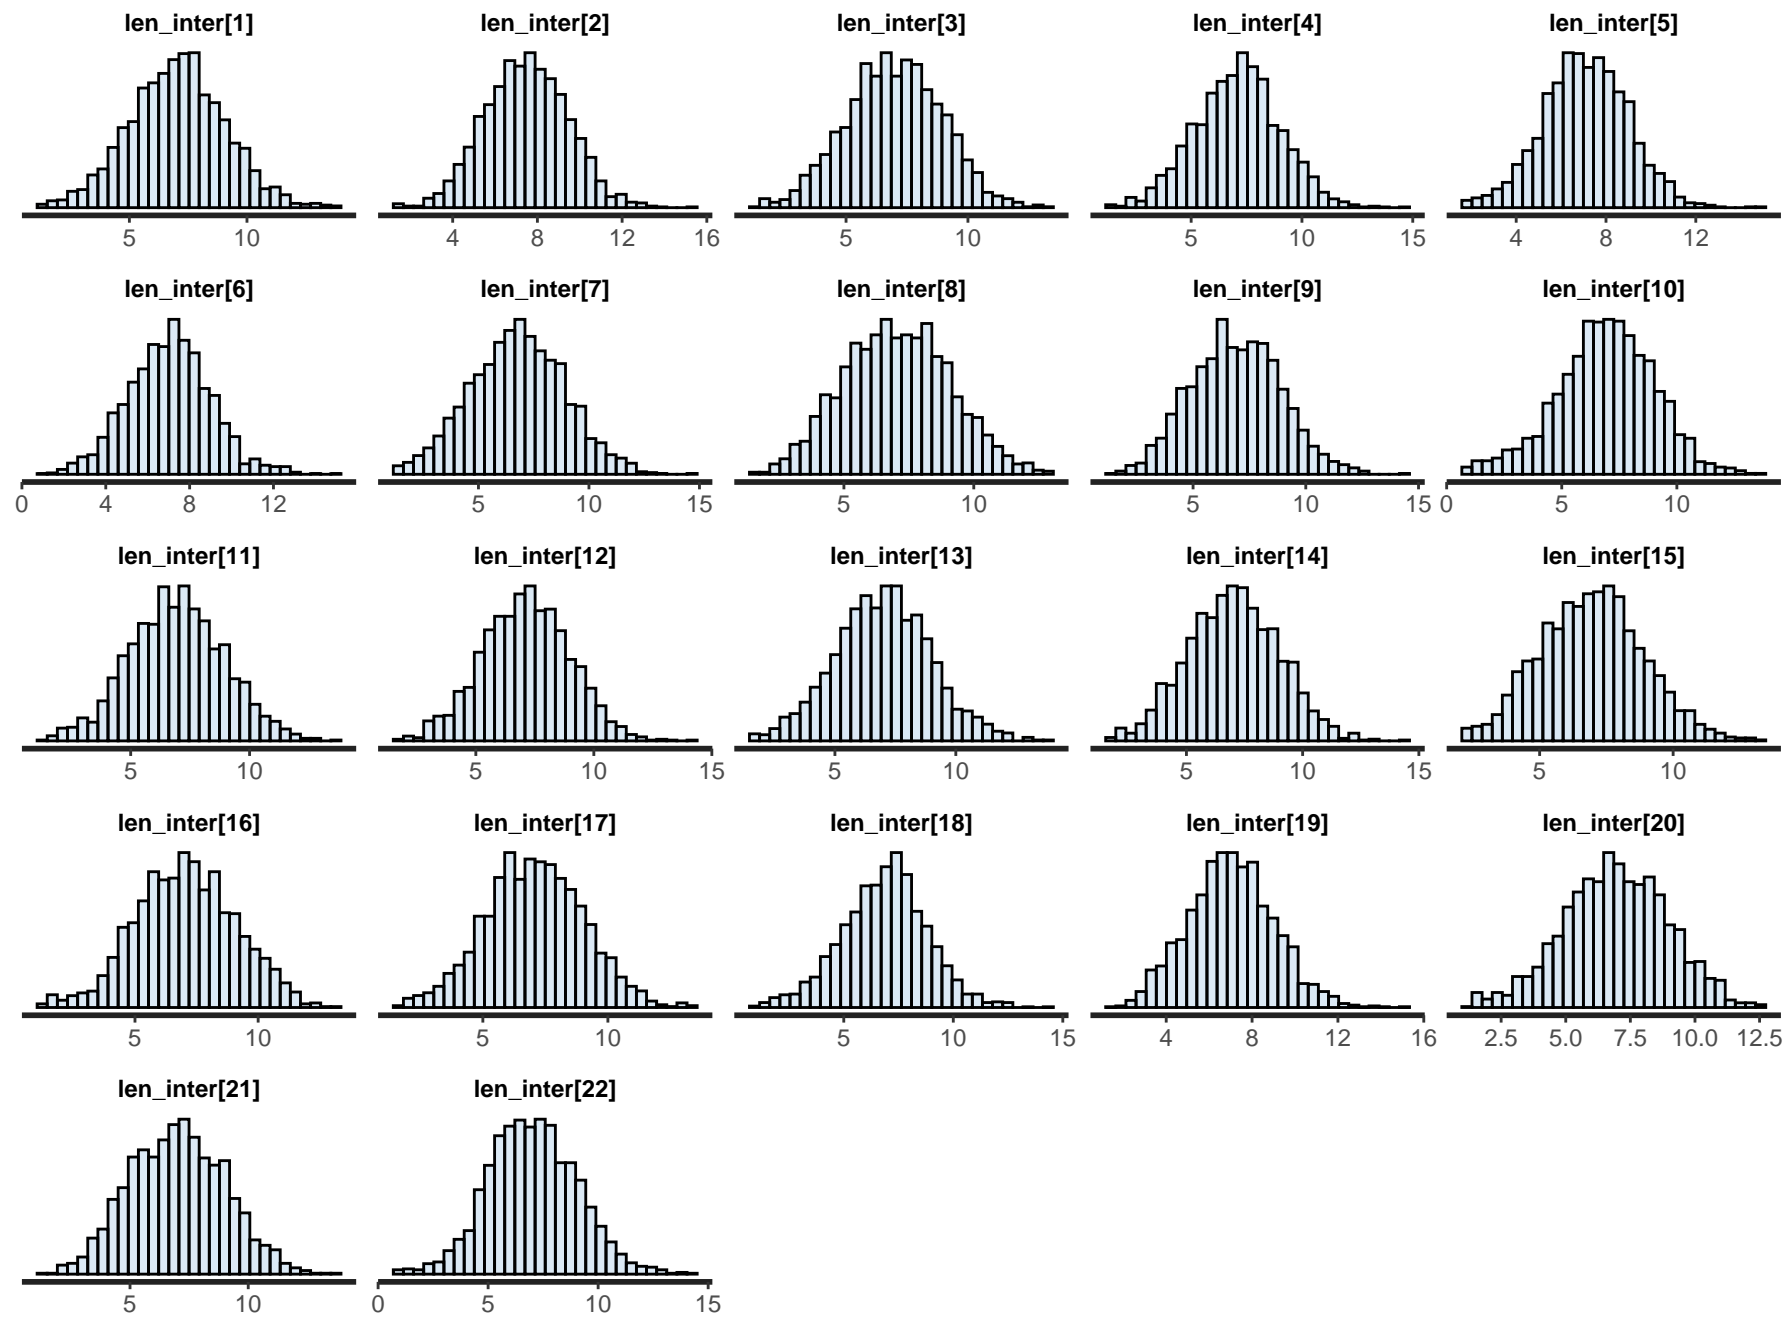 len_inter[1] len_inter[2] len_inter[3] len_inter[4] len_inter[5]
5 10 4 8 12 16 5 10 5 10 15 4 8 12
len_inter[6] len_inter[7] len_inter[8] len_inter[9] len_inter[10]
0 4 8 12 5 10 15 5 10 5 10 15 0 5 10
len_inter[11] len_inter[12] len_inter[13] len_inter[14] len_inter[15]
5 10 5 10 15 5 10 5 10 15 5 10
len_inter[16] len_inter[17] len_inter[18] len_inter[19] len_inter[20]
5 10 5 10 5 10 15 4 8 12 16 2.5 5.0 7.5 10.0 12.5
len_inter[21] len_inter[22]
5 10 0 5 10 15